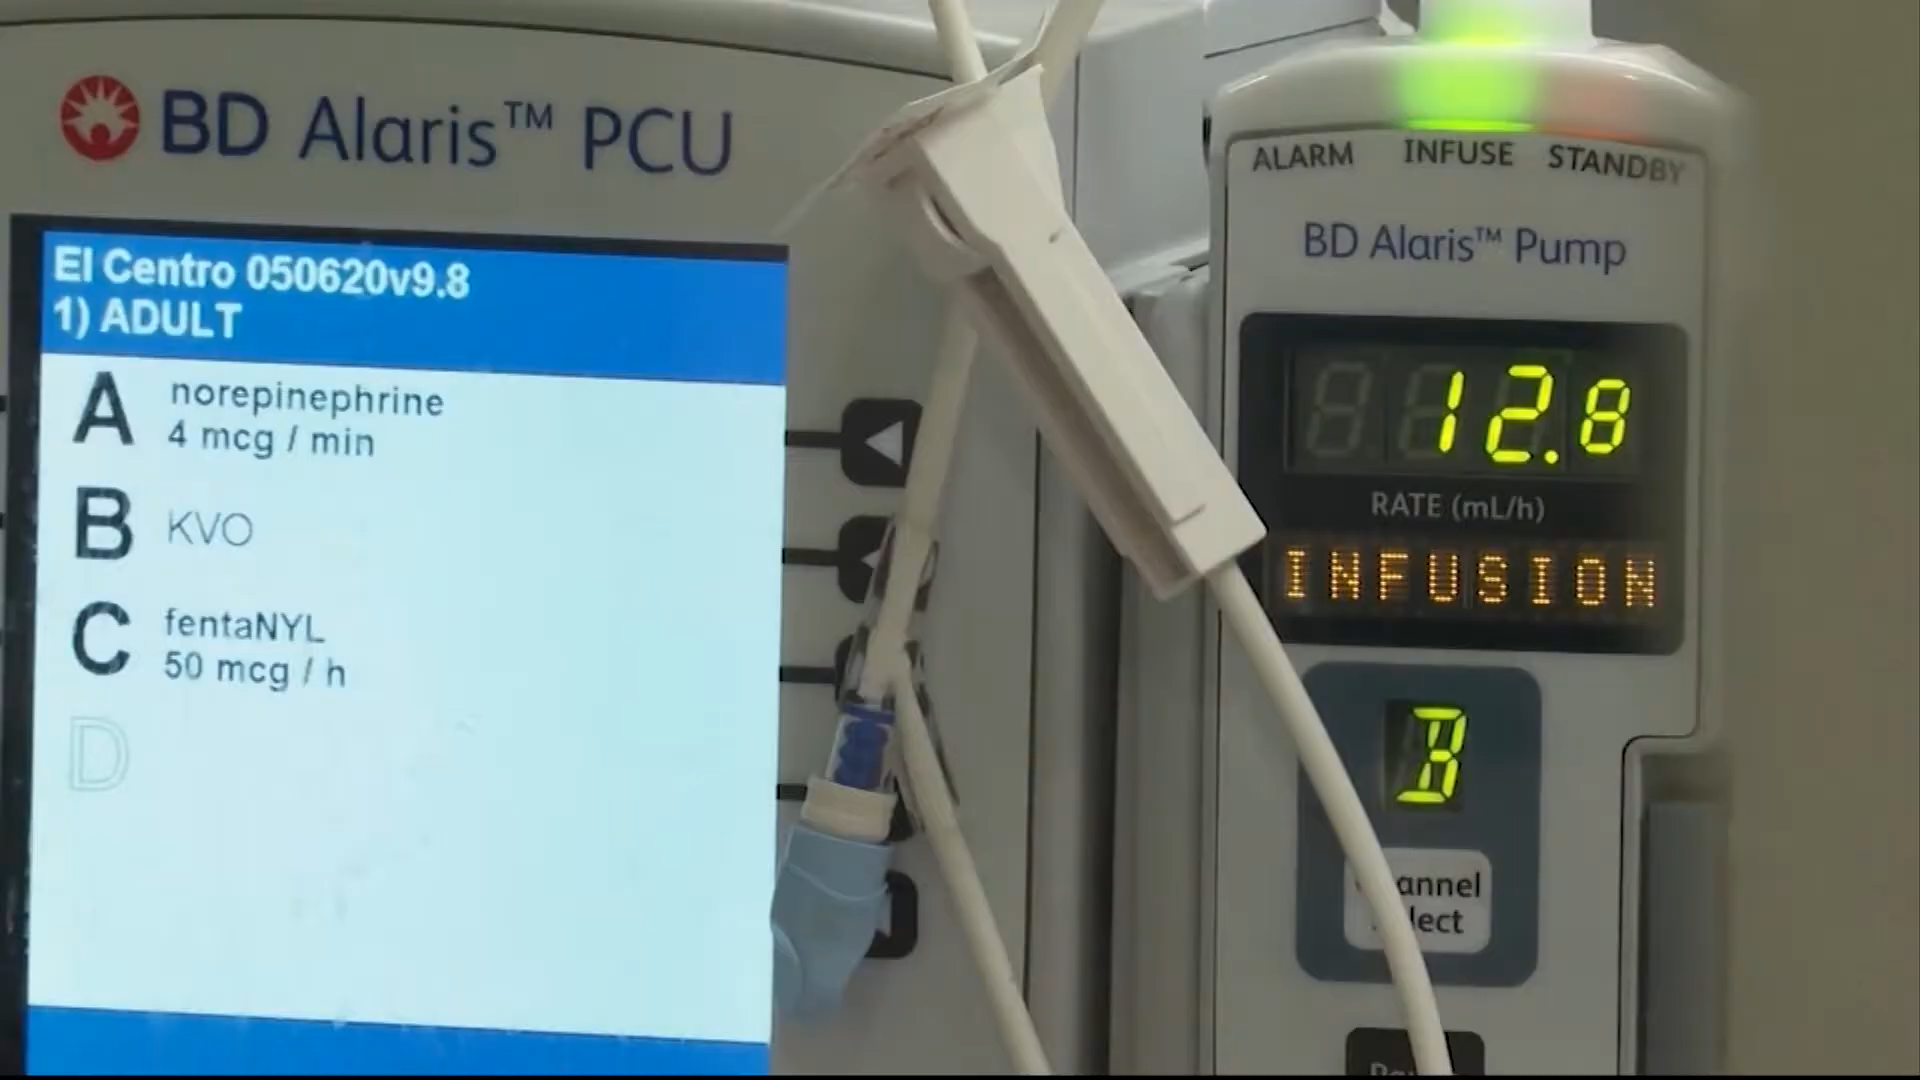 BD Alaris™ PCU
El Centro 050620v9.8
1) ADULT
A norepinephrine
4 mcg / min
B KVO
C fentaNYL
50 mcg / h
D
ALARM INFUSE STANDBY
BD Alaris™ Pump
12.8
RATE (mL/h)
INFUSION
B